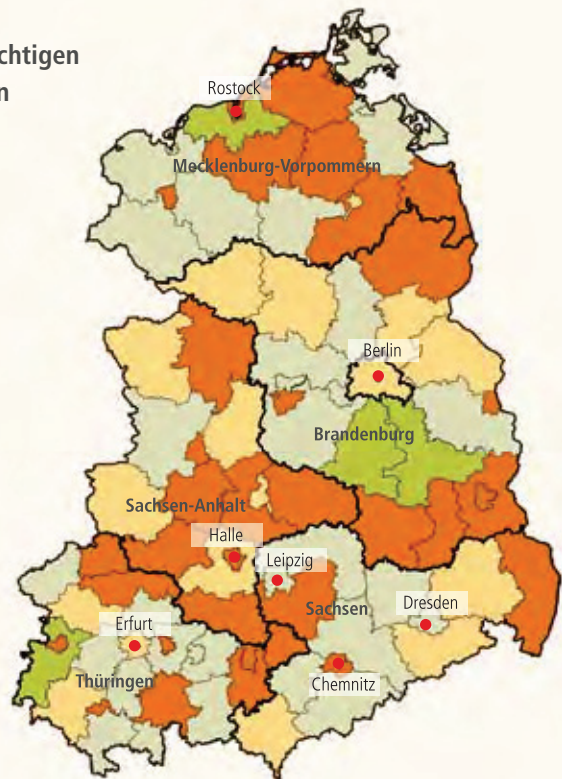 chtigen
n
Rostock
Mecklenburg-Vorpommern
Berlin
Brandenburg
Sachsen-Anhalt
Halle
Leipzig
Sachsen
Dresden
Erfurt
Thüringen
Chemnitz